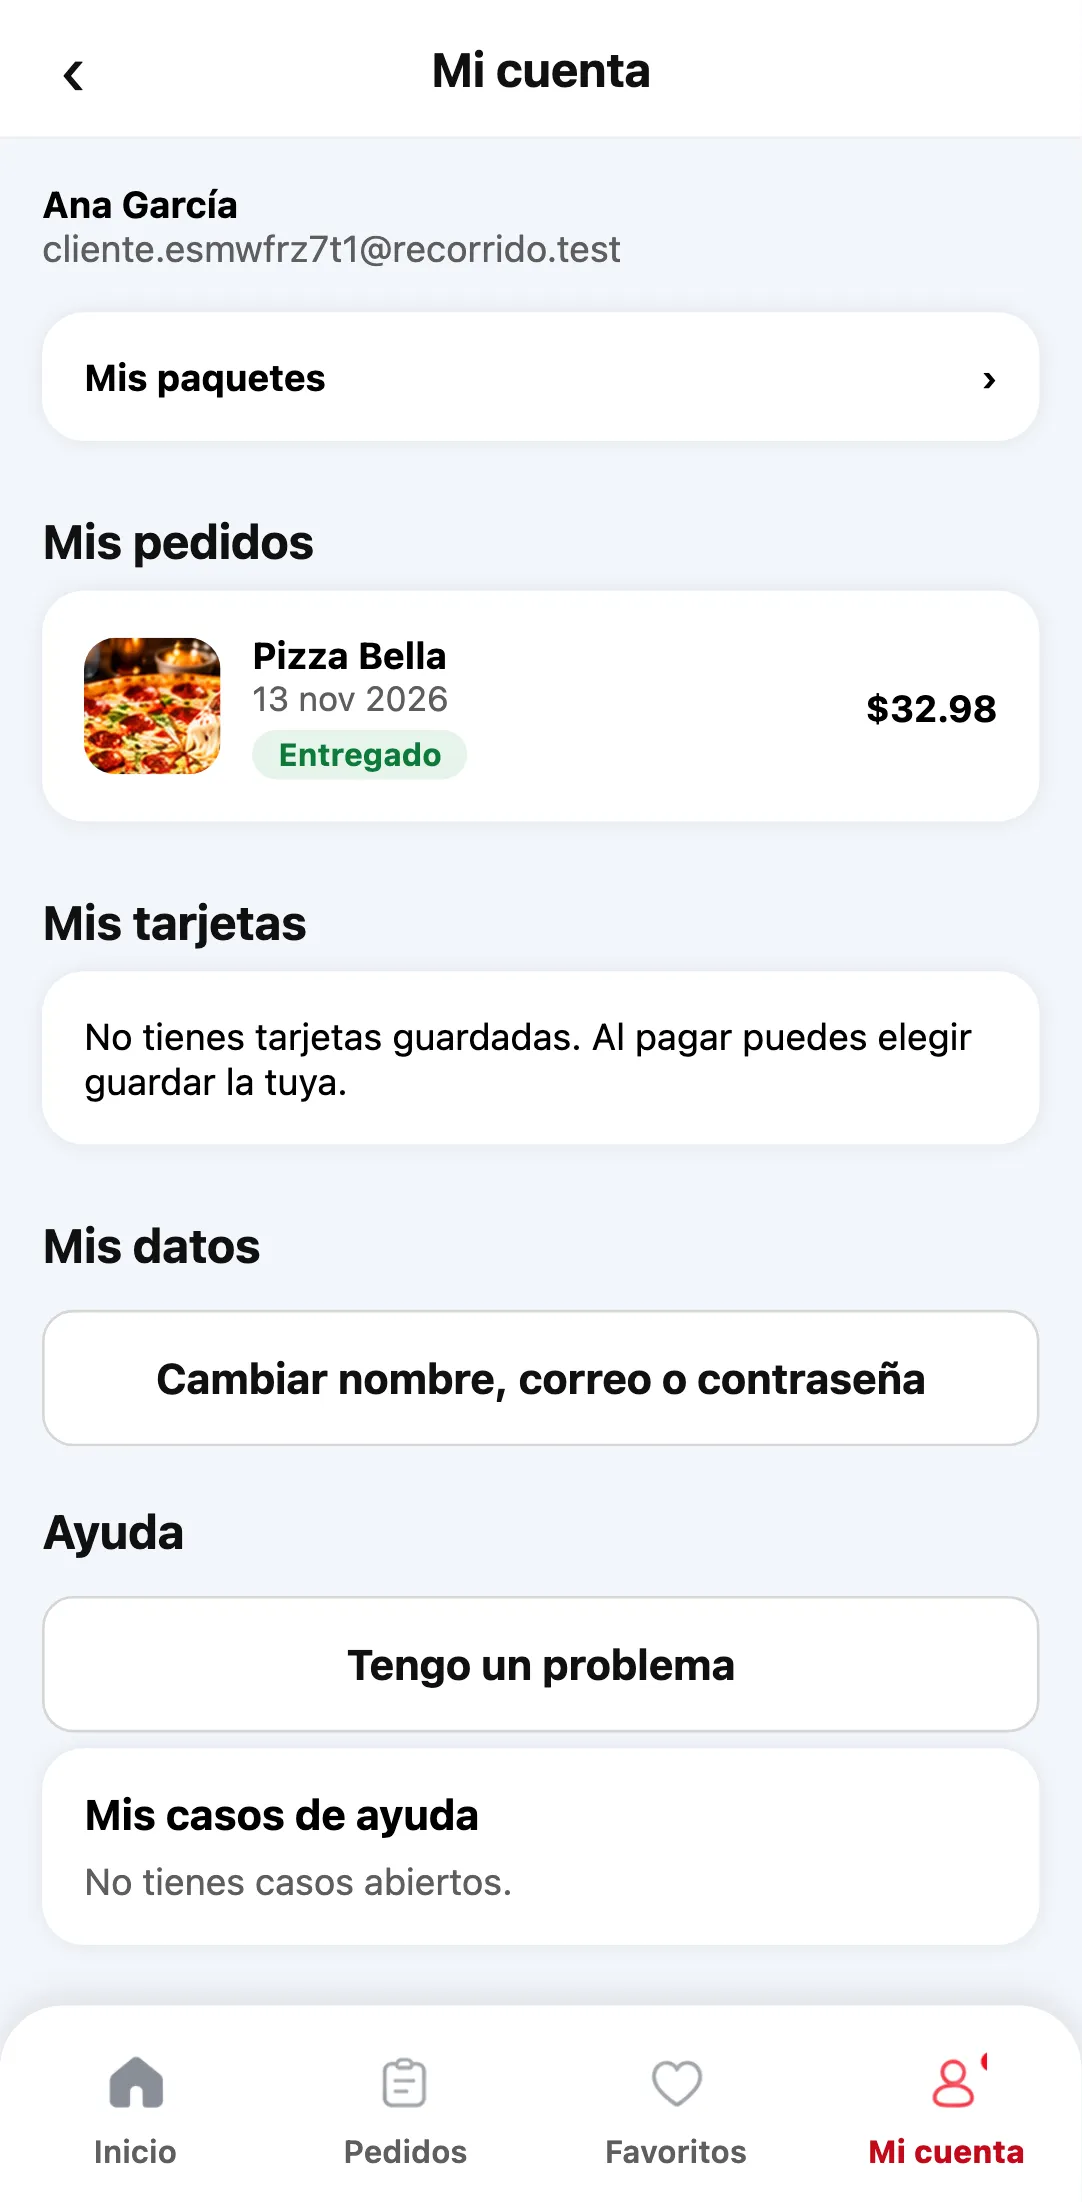 Mi cuenta
Ana García
cliente.esmwfrz7t1@recorrido.test
Mis paquetes
Mis pedidos
Pizza Bella
13 nov 2026
Entregado
$32.98
Mis tarjetas
No tienes tarjetas guardadas. Al pagar puedes elegir
guardar la tuya.
Mis datos
Cambiar nombre, correo o contraseña
Ayuda
Tengo un problema
Mis casos de ayuda
No tienes casos abiertos.
Inicio
Pedidos
Favoritos
Mi cuenta